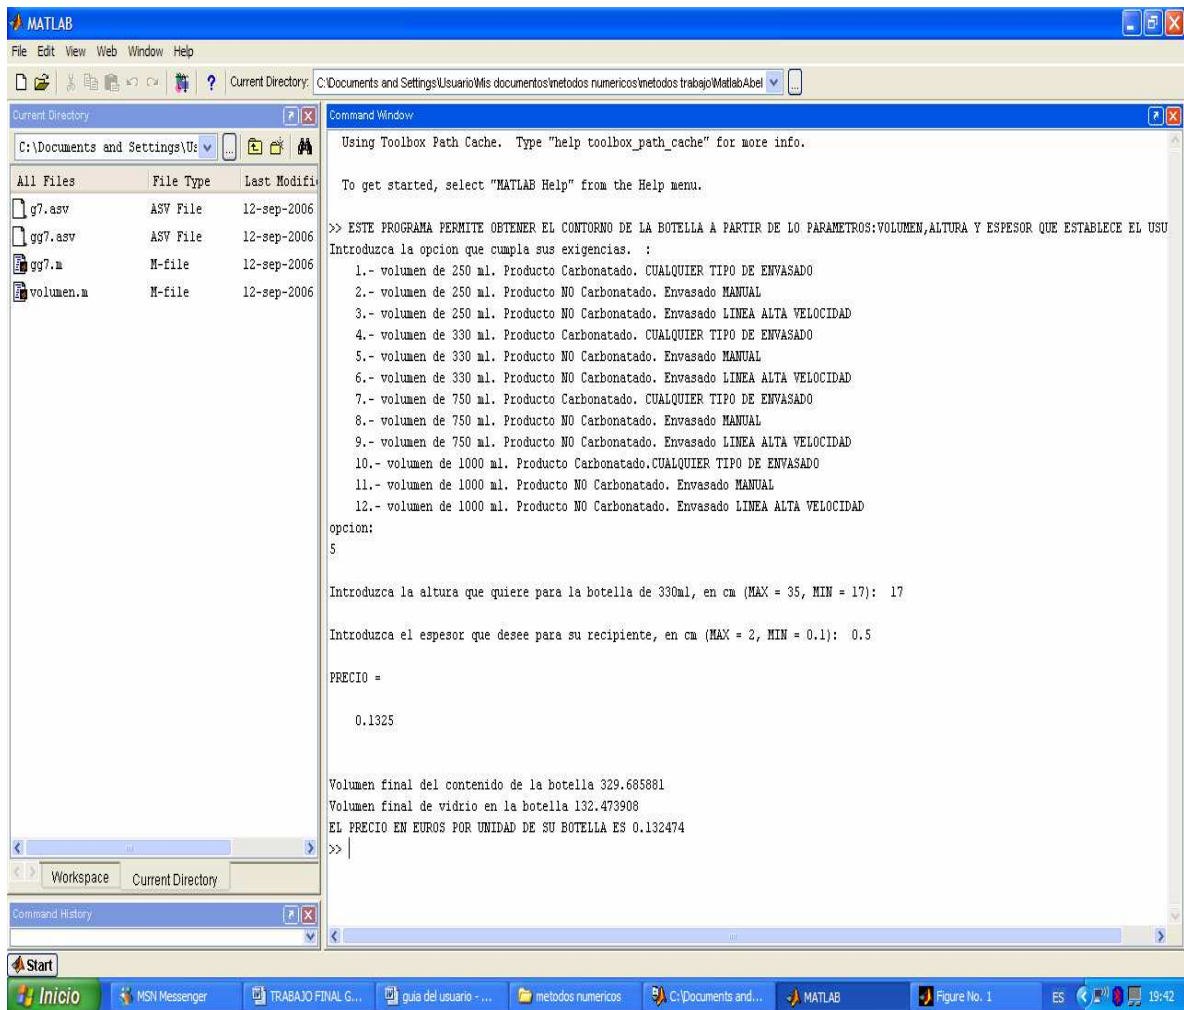 MATLAB
File Edit View Web Window Help
? Current Directory: C:\Documents and Settings\Usuario\Mis documentos\metodos numericos\metodos trabajo\MatlabAbel ...
Current Directory
C:\Documents and Settings\Us ...
All Files File Type Last Modifi
g7.asv ASV File 12-sep-2006
gg7.asv ASV File 12-sep-2006
gg7.m M-file 12-sep-2006
volumen.m M-file 12-sep-2006
Workspace Current Directory
Command History
Command Window
Using Toolbox Path Cache. Type "help toolbox_path_cache" for more info.
To get started, select "MATLAB Help" from the Help menu.
>> ESTE PROGRAMA PERMITE OBTENER EL CONTORNO DE LA BOTELLA A PARTIR DE LO PARAMETROS:VOLUMEN,ALTURA Y ESPESOR QUE ESTABLECE EL USU
Introduzca la opcion que cumpla sus exigencias. :
1.- volumen de 250 ml. Producto Carbonatado. CUALQUIER TIPO DE ENVASADO
2.- volumen de 250 ml. Producto NO Carbonatado. Envasado MANUAL
3.- volumen de 250 ml. Producto NO Carbonatado. Envasado LINEA ALTA VELOCIDAD
4.- volumen de 330 ml. Producto Carbonatado. CUALQUIER TIPO DE ENVASADO
5.- volumen de 330 ml. Producto NO Carbonatado. Envasado MANUAL
6.- volumen de 330 ml. Producto NO Carbonatado. Envasado LINEA ALTA VELOCIDAD
7.- volumen de 750 ml. Producto Carbonatado. CUALQUIER TIPO DE ENVASADO
8.- volumen de 750 ml. Producto NO Carbonatado. Envasado MANUAL
9.- volumen de 750 ml. Producto NO Carbonatado. Envasado LINEA ALTA VELOCIDAD
10.- volumen de 1000 ml. Producto Carbonatado.CUALQUIER TIPO DE ENVASADO
11.- volumen de 1000 ml. Producto NO Carbonatado. Envasado MANUAL
12.- volumen de 1000 ml. Producto NO Carbonatado. Envasado LINEA ALTA VELOCIDAD
opcion:
5
Introduzca la altura que quiere para la botella de 330ml, en cm (MAX = 35, MIN = 17): 17
Introduzca el espesor que desee para su recipiente, en cm (MAX = 2, MIN = 0.1): 0.5
PRECIO =
0.1325
Volumen final del contenido de la botella 329.685881
Volumen final de vidrio en la botella 132.473908
EL PRECIO EN EUROS POR UNIDAD DE SU BOTELLA ES 0.132474
>>
Start
Inicio MSN Messenger TRABAJO FINAL G... guia del usuario - ... metodos numericos C:\Documents and... MATLAB Figure No. 1 ES 19:42